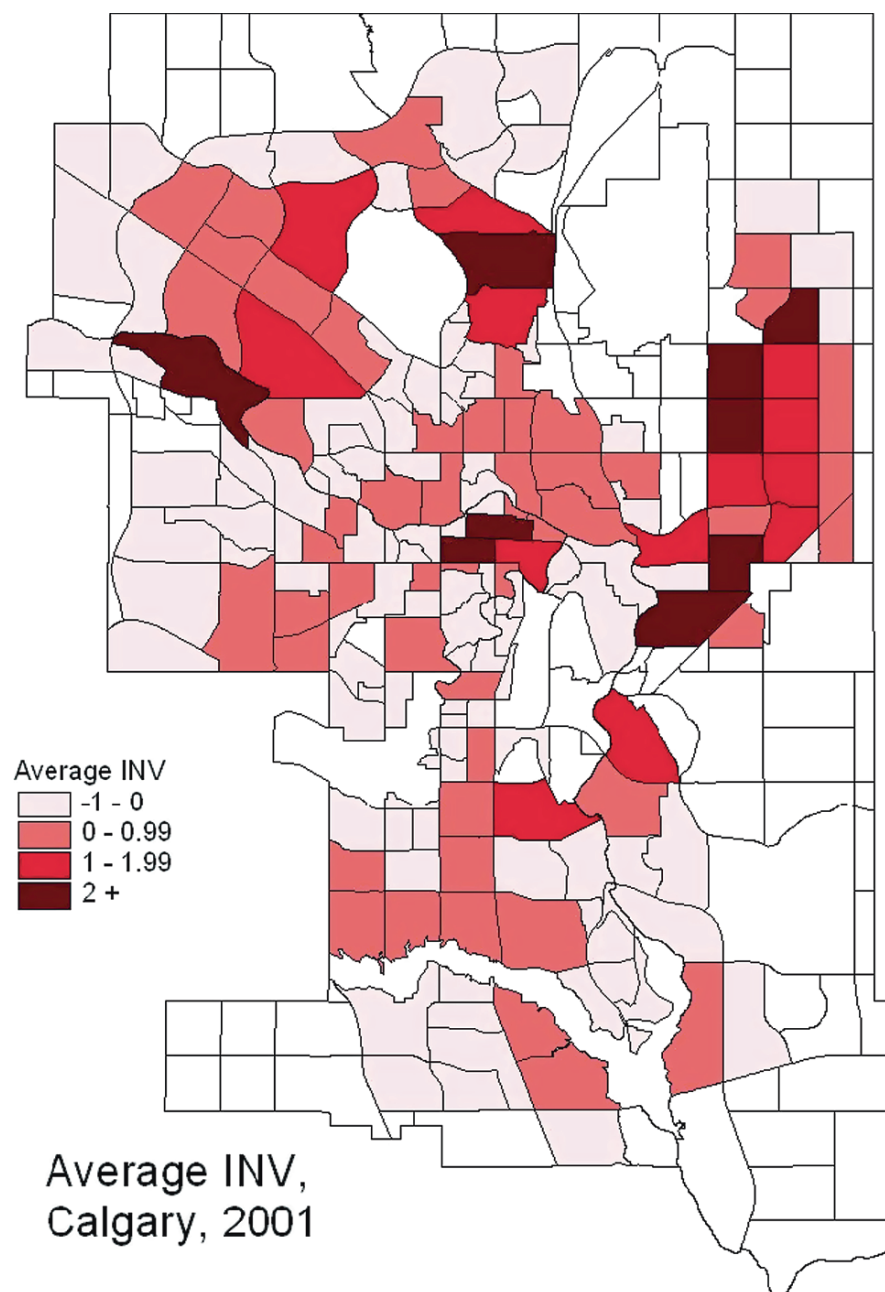 Average INV
-1 - 0
0 - 0.99
1 - 1.99
2 +
Average INV,
Calgary, 2001